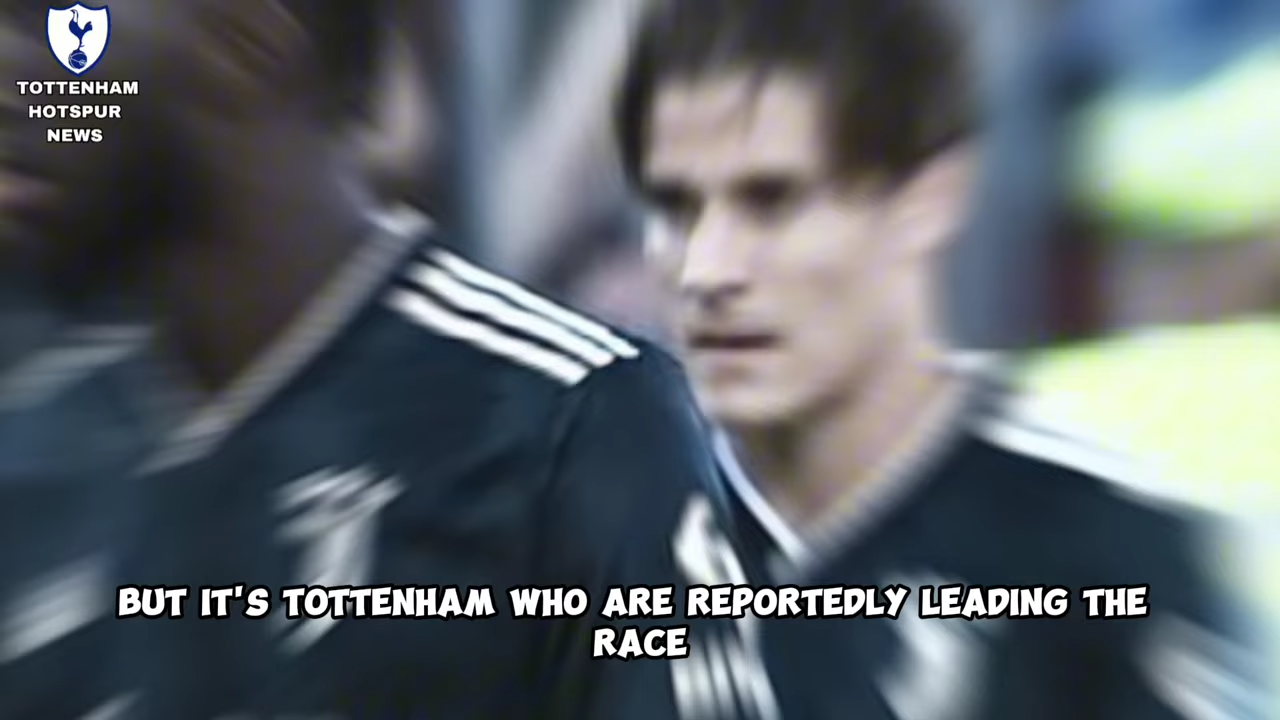 TOTTENHAM
HOTSPUR
NEWS
BUT IT'S TOTTENHAM WHO ARE REPORTEDLY LEADING THE
RACE